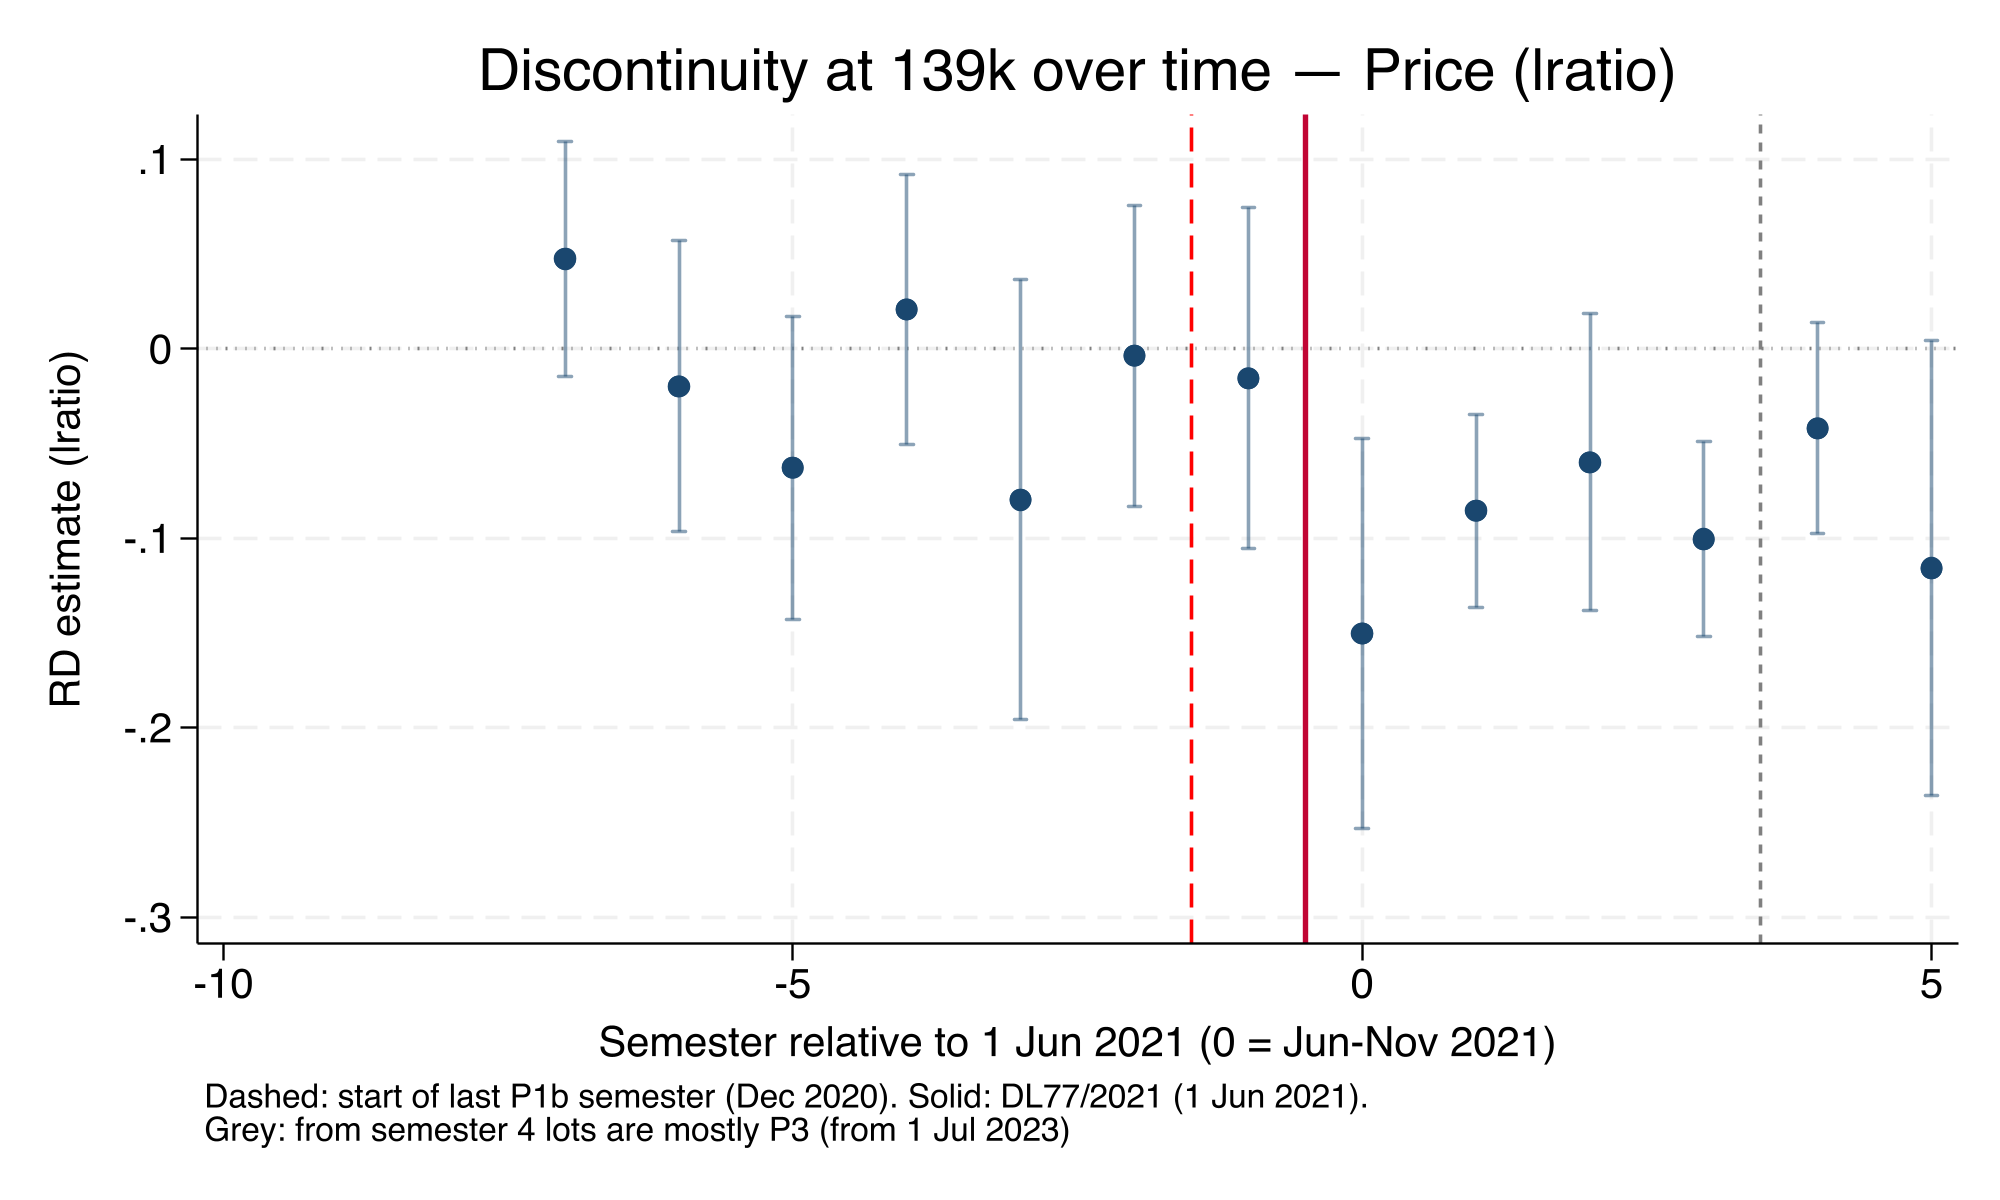 Discontinuity at 139k over time — Price (lratio)
RD estimate (lratio)
.1
0
-.1
-.2
-.3
-10
-5
0
5
Semester relative to 1 Jun 2021 (0 = Jun-Nov 2021)
Dashed: start of last P1b semester (Dec 2020). Solid: DL77/2021 (1 Jun 2021).
Grey: from semester 4 lots are mostly P3 (from 1 Jul 2023)